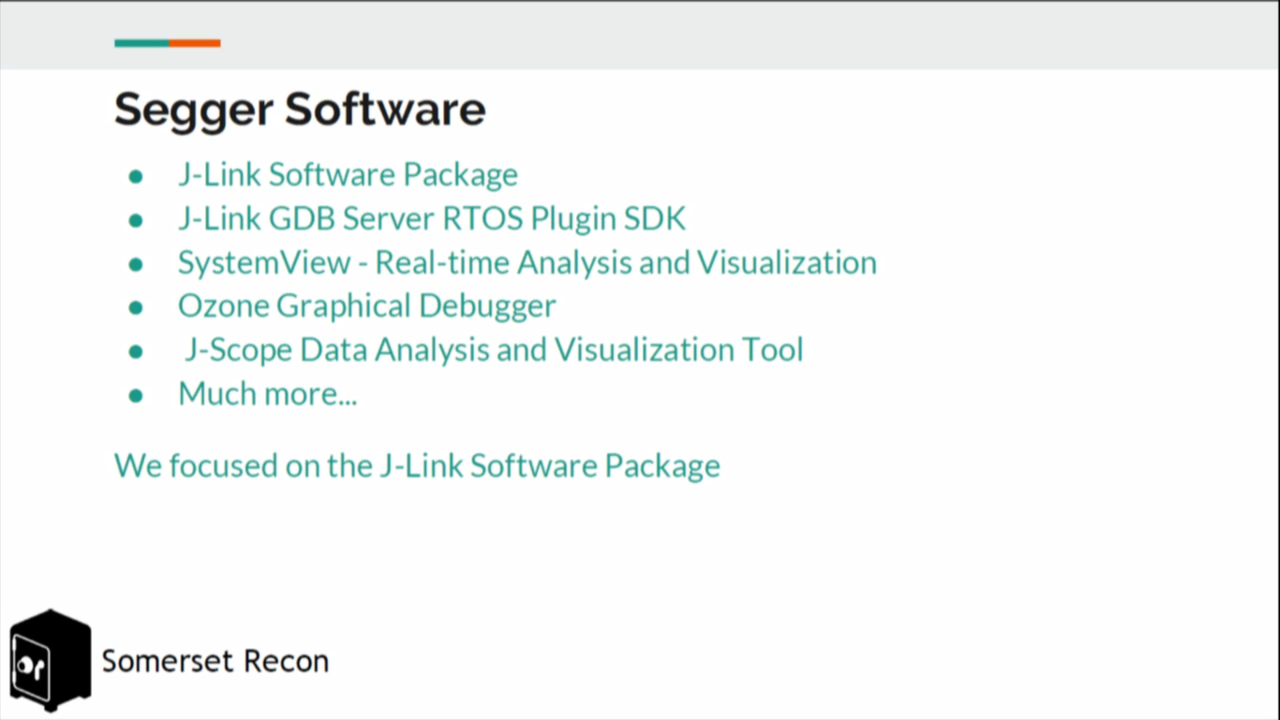 Segger Software
● J-Link Software Package
● J-Link GDB Server RTOS Plugin SDK
● SystemView - Real-time Analysis and Visualization
● Ozone Graphical Debugger
● J-Scope Data Analysis and Visualization Tool
● Much more...
We focused on the J-Link Software Package
Somerset Recon